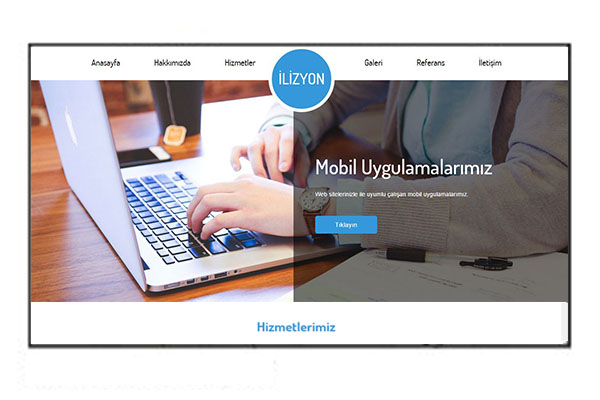 Anasayfa Hakkımızda Hizmetler İLİZYON Galeri Referans İletişim
Mobil Uygulamalarımız
Web sitelerinizle ile uyumlu çalışan mobil uygulamalarımız.
Tıklayın
Hizmetlerimiz